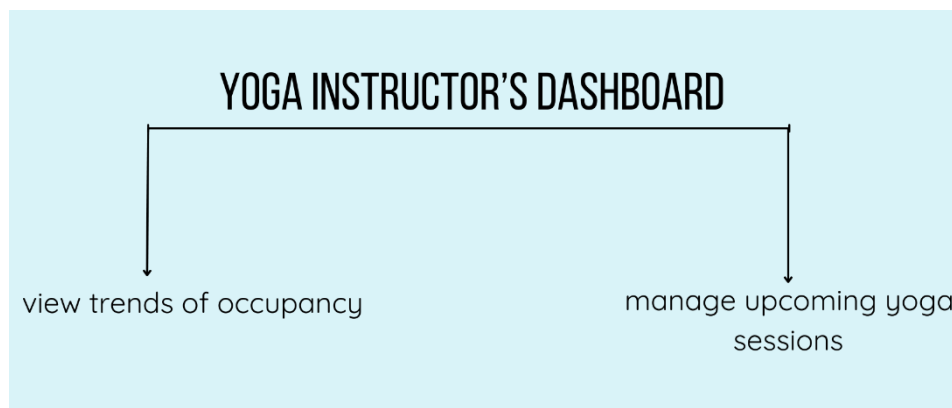 YOGA INSTRUCTOR'S DASHBOARD
view trends of occupancy
manage upcoming yoga
sessions